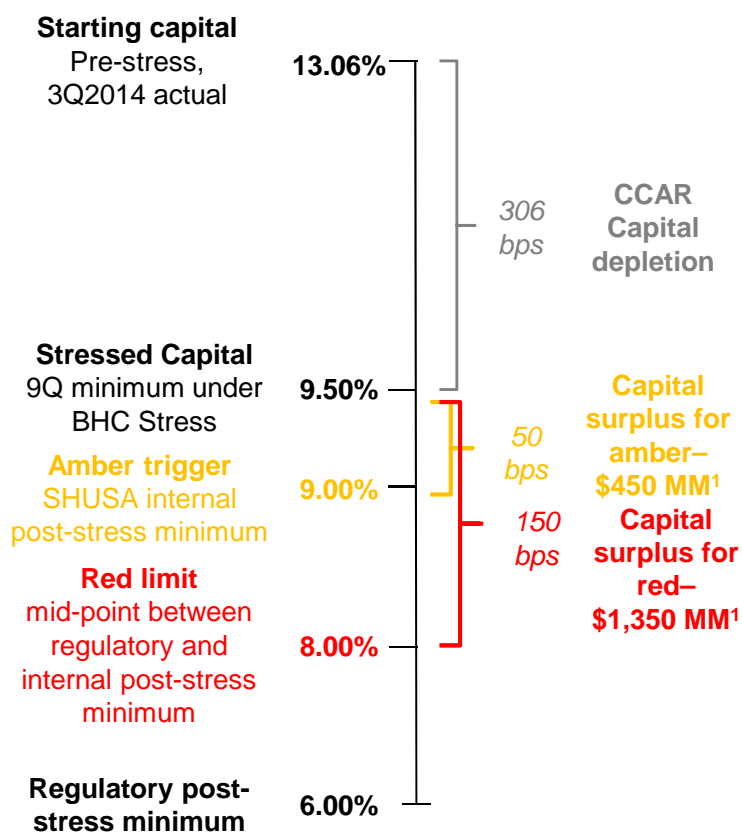 Starting capital
Pre-stress,
3Q2014 actual
13.06%
306
bps
CCAR
Capital
depletion
Stressed Capital
9Q minimum under
BHC Stress
9.50%
Capital
surplus for
amber–
$450 MM1
50
bps
Amber trigger
SHUSA internal
post-stress minimum
9.00%
150
bps
Capital
surplus for
red–
$1,350 MM1
Red limit
mid-point between
regulatory and
internal post-stress
minimum
8.00%
Regulatory post-
stress minimum
6.00%